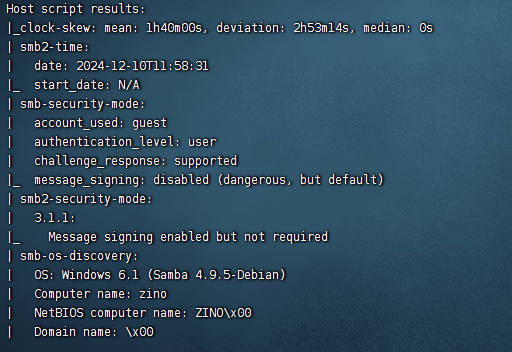 Host script results:
|_clock-skew: mean: 1h40m00s, deviation: 2h53m14s, median: 0s
| smb2-time:
|   date: 2024-12-10T11:58:31
|_  start_date: N/A
| smb-security-mode:
|   account_used: guest
|   authentication_level: user
|   challenge_response: supported
|_  message_signing: disabled (dangerous, but default)
| smb2-security-mode:
|   3.1.1:
|_    Message signing enabled but not required
| smb-os-discovery:
|   OS: Windows 6.1 (Samba 4.9.5-Debian)
|   Computer name: zino
|   NetBIOS computer name: ZINO\x00
|   Domain name: \x00